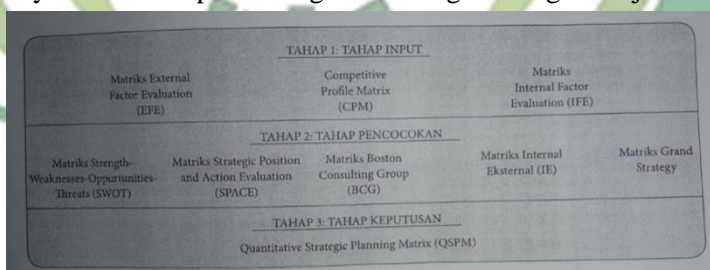 TAHAP 1: TAHAP INPUT
Matriks External
Factor Evaluation
(EFE)
Competitive
Profile Matrix
(CPM)
Matriks
Internal Factor
Evaluation (IFE)
TAHAP 2: TAHAP PENCOCOKAN
Matriks Strength-
Weaknesses-Oppurtunities-
Threats (SWOT)
Matriks Strategic Position
and Action Evaluation
(SPACE)
Matriks Boston
Consulting Group
(BCG)
Matriks Internal
Eksternal (IE)
Matriks Grand
Strategy
TAHAP 3: TAHAP KEPUTUSAN
Quantitative Strategic Planning Matrix (QSPM)